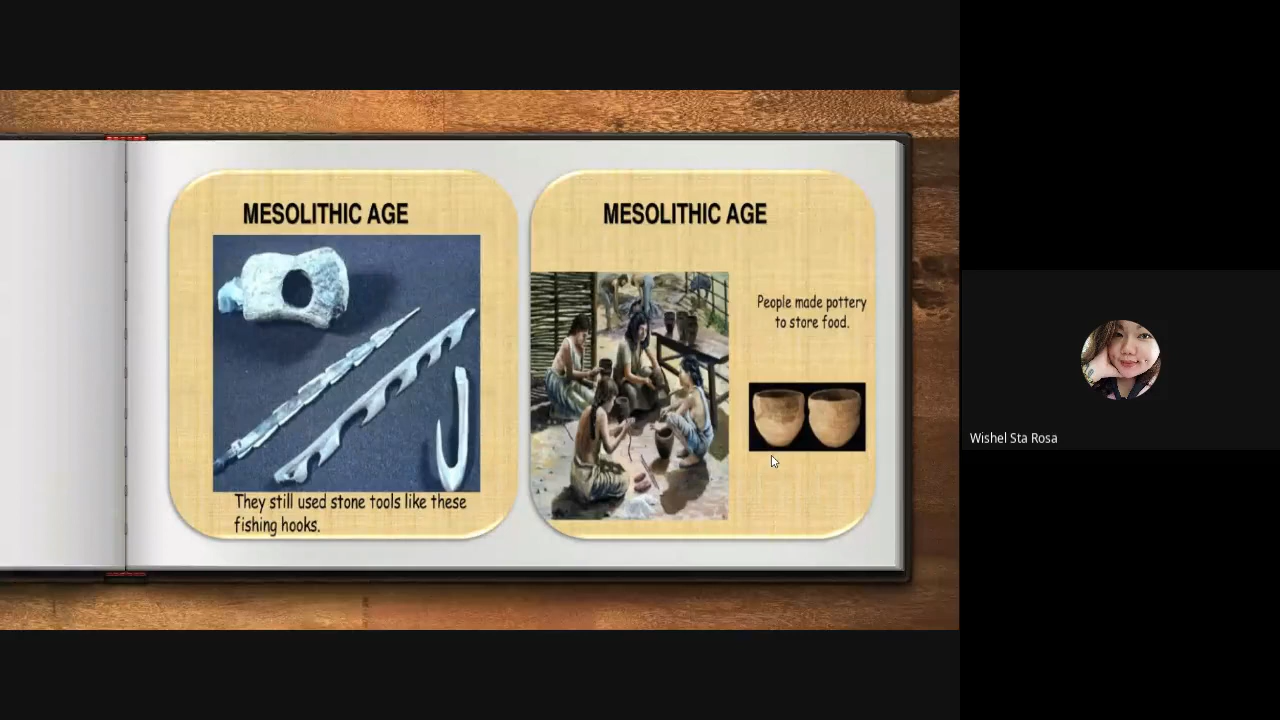 MESOLITHIC AGE
They still used stone tools like these
fishing hooks.
MESOLITHIC AGE
People made pottery
to store food.
Wishel Sta Rosa